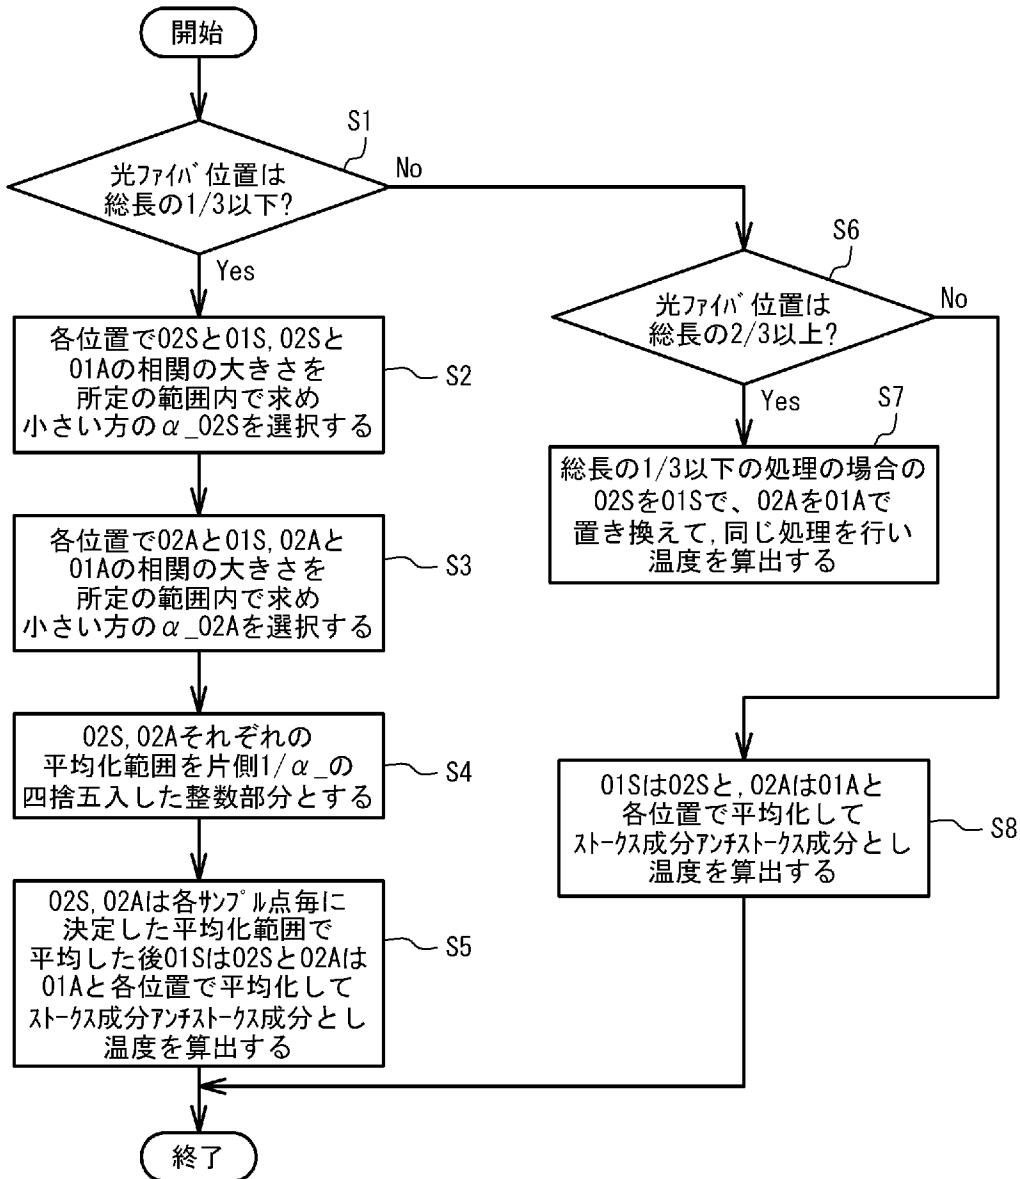 開始
S1
光ファイバ位置は
総長の1/3以下?
No
Yes
各位置で02Sと01S,02Sと
01Aの相関の大きさを
所定の範囲内で求め
小さい方のα_02Sを選択する
S2
各位置で02Aと01S,02Aと
01Aの相関の大きさを
所定の範囲内で求め
小さい方のα_02Aを選択する
S3
02S,02Aそれぞれの
平均化範囲を片側1/α_の
四捨五入した整数部分とする
S4
02S,02Aは各サンプル点毎に
決定した平均化範囲で
平均した後01Sは02Sと02Aは
01Aと各位置で平均化して
ストークス成分アンチストークス成分とし
温度を算出する
S5
S6
光ファイバ位置は
総長の2/3以上?
No
Yes
S7
総長の1/3以下の処理の場合の
02Sを01Sで、02Aを01Aで
置き換えて,同じ処理を行い
温度を算出する
01Sは02Sと,02Aは01Aと
各位置で平均化して
ストークス成分アンチストークス成分とし
温度を算出する
S8
終了